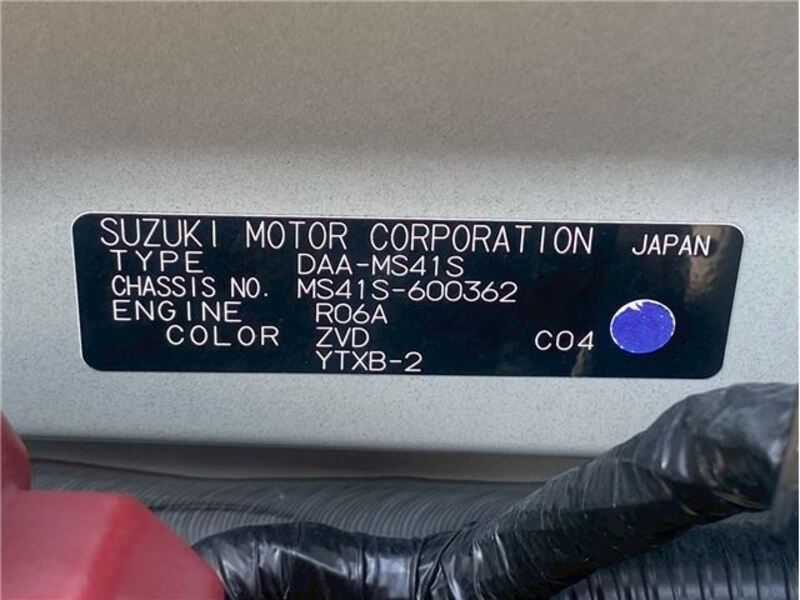 SUZUKI MOTOR CORPORATION JAPAN
TYPE DAA-MS41S
CHASSIS NO. MS41S-600362
ENGINE R06A
COLOR ZVD C04
YTXB-2